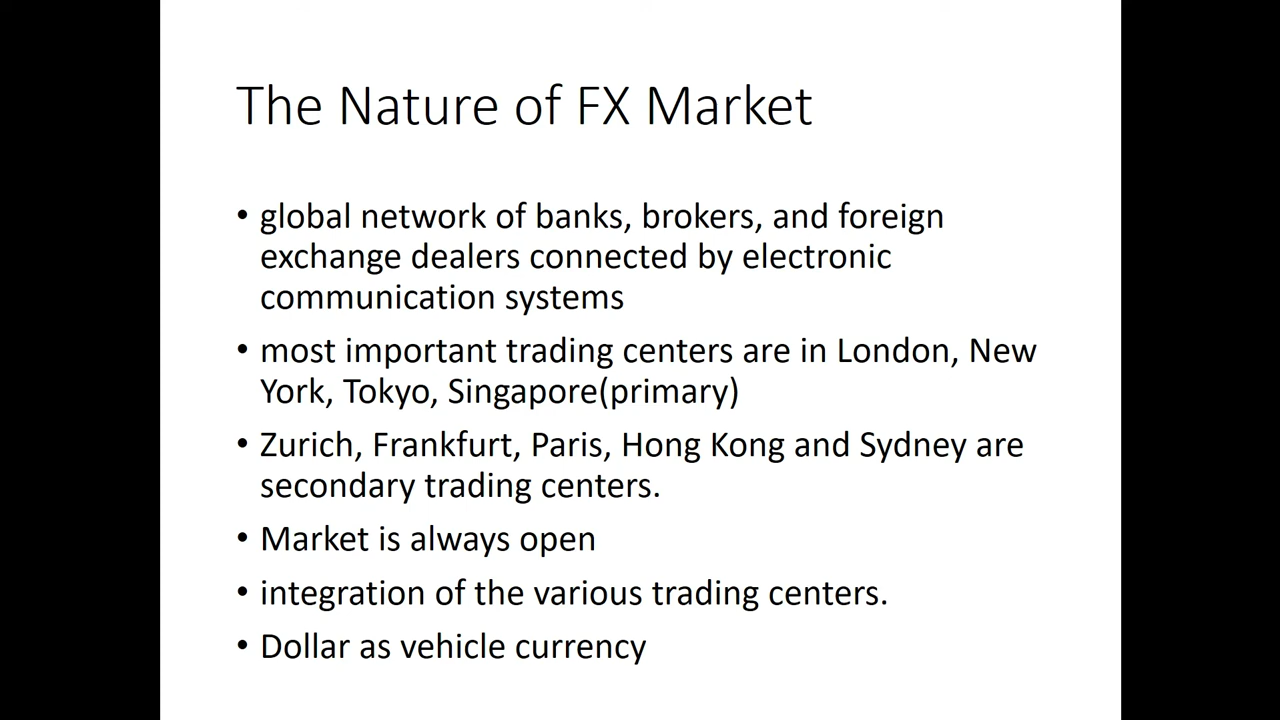 The Nature of FX Market
• global network of banks, brokers, and foreign
exchange dealers connected by electronic
communication systems
• most important trading centers are in London, New
York, Tokyo, Singapore(primary)
• Zurich, Frankfurt, Paris, Hong Kong and Sydney are
secondary trading centers.
• Market is always open
• integration of the various trading centers.
• Dollar as vehicle currency